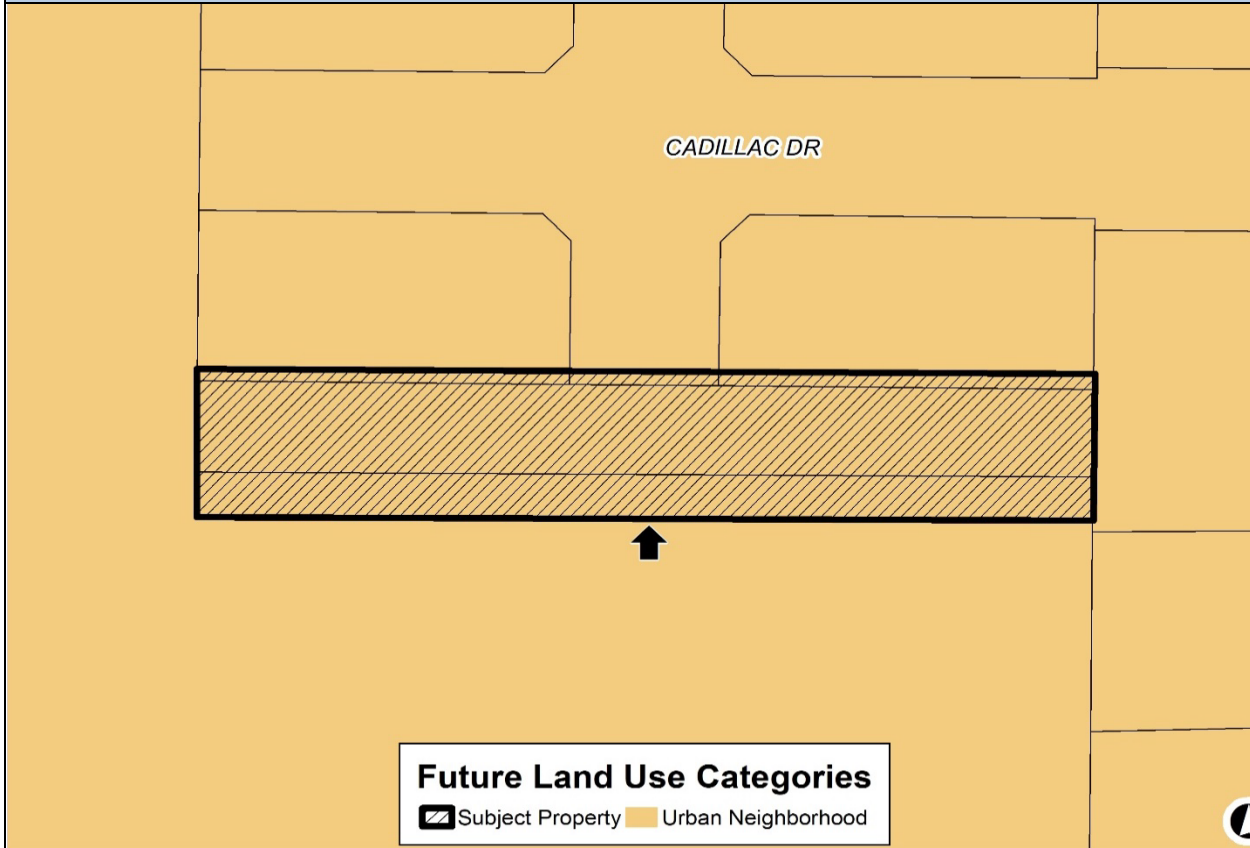 CADILLAC DR
Future Land Use Categories
Subject Property Urban Neighborhood